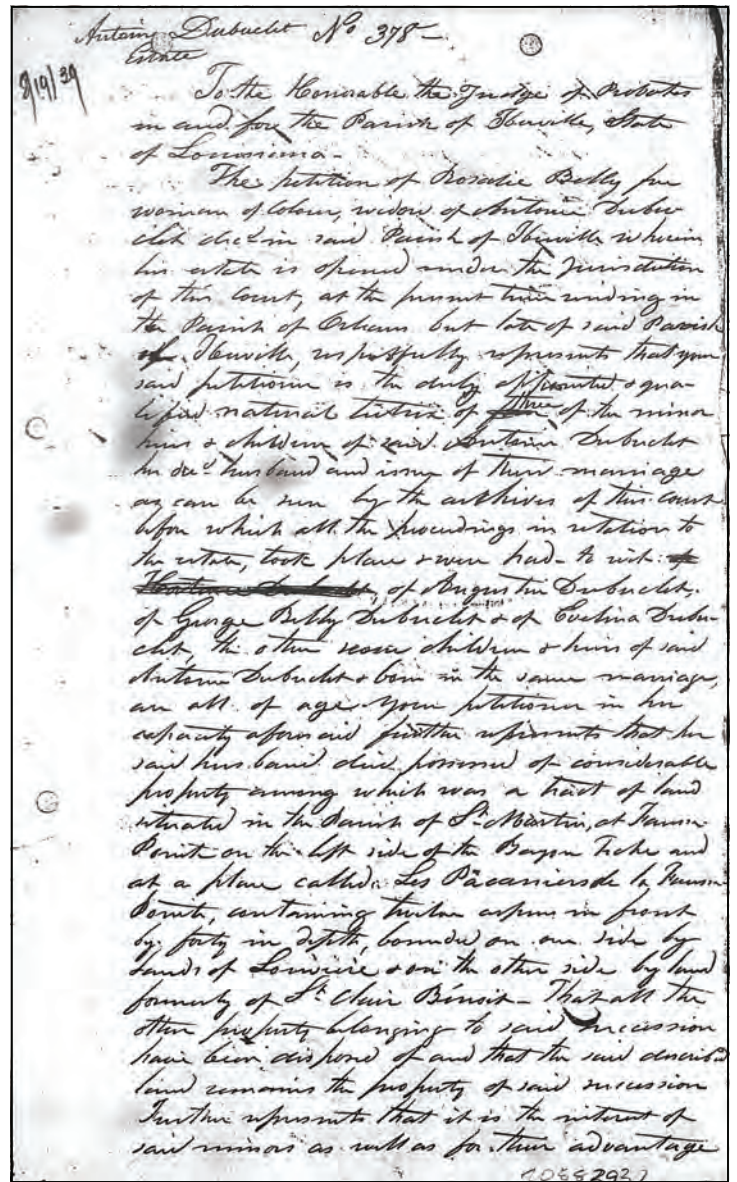 Antoine Dubuclet No 378 -
Estate
8/19/39
To the Honorable the Judge of Probates
in and for the Parish of Iberville, State
of Louisiana -
The petition of Rosalie Belly free
woman of Colour, widow of Antoine Dubu
clet decd in said Parish of Iberville wherein
his estate is opened under the Jurisdiction
of this Court, at the present time residing in
the Parish of Orleans but late of said Parish
of Iberville, respectfully represents that your
said petitioner is the duly appointed & qua-
lified natural tutrix of three of the minor
heirs & children of said Antoine Dubuclet
her decd husband and issue of their marriage
as can be seen by the archives of this Court
before which all the proceedings in relation to
the estate, took place & were had - to wit:
Hortence Dubuclet, of Augustin Dubuclet,
of George Belly Dubuclet & of Evelina Dubu-
clet, the other children & heirs of said
Antoine Dubuclet & born in the same marriage,
are all of age. Your petitioner in her
capacity aforesaid further represents that her
said husband died possessed of considerable
property among which was a tract of land
situated in the Parish of St. Martin, at Fausse
Pointe on the left side of the Bayou Teche and
at a place called Les Pacaniers de la Fausse
Pointe, containing twelve arpens in front
by forty in depth, bounded on one side by
lands of & on the other side by land
formerly of St. Clair Bénoit - That all the
other property belonging to said succession
have been disposed of and that the said described
land remains the property of said succession
Further represents that it is the interest of
said minors as well as for their advantage